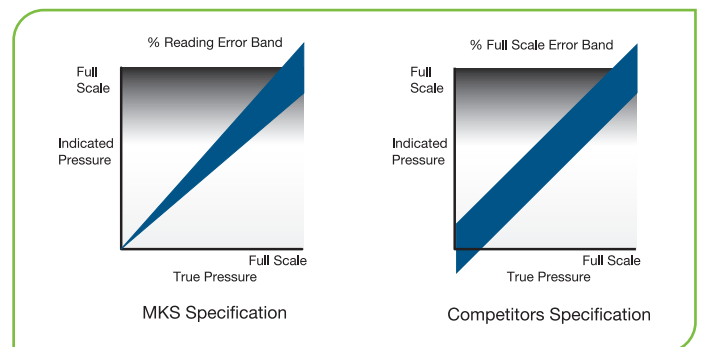 % Reading Error Band
Full
Scale
Indicated
Pressure
Full Scale
True Pressure
MKS Specification
% Full Scale Error Band
Full
Scale
Indicated
Pressure
Full Scale
True Pressure
Competitors Specification